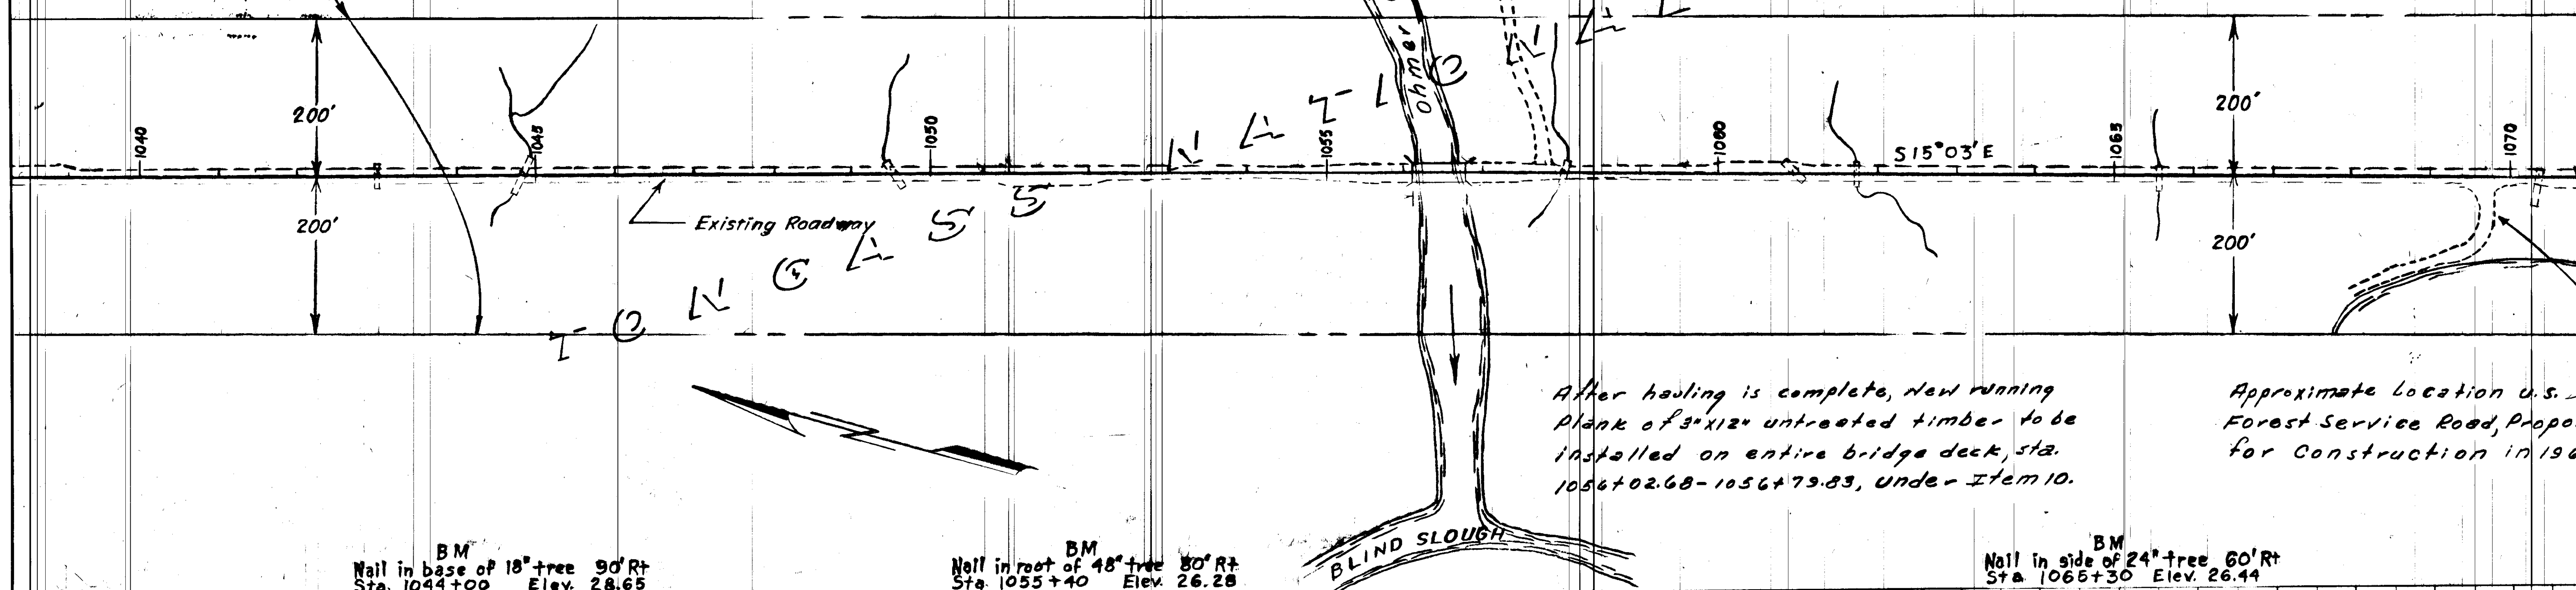 200'
200'
1040
1045
1050
1055
1060
1065
1070
Ohmer
S15°03'E
200'
200'
Existing Roadway
After hauling is complete, New running
Plank of 3"X12" untreated timber to be
installed on entire bridge deck, sta.
1056+02.68-1056+79.83, under Item 10.
Approximate Location U.S.
Forest Service Road, Propo
for Construction in 196
BLIND SLOUGH
BM
Nail in base of 18" tree 90' Rt
Sta. 1044+00 Elev. 28.65
BM
Nail in root of 48" tree 80' Rt
Sta 1055+40 Elev. 26.28
BM
Nail in side of 24" tree 60' Rt
Sta 1065+30 Elev. 26.44